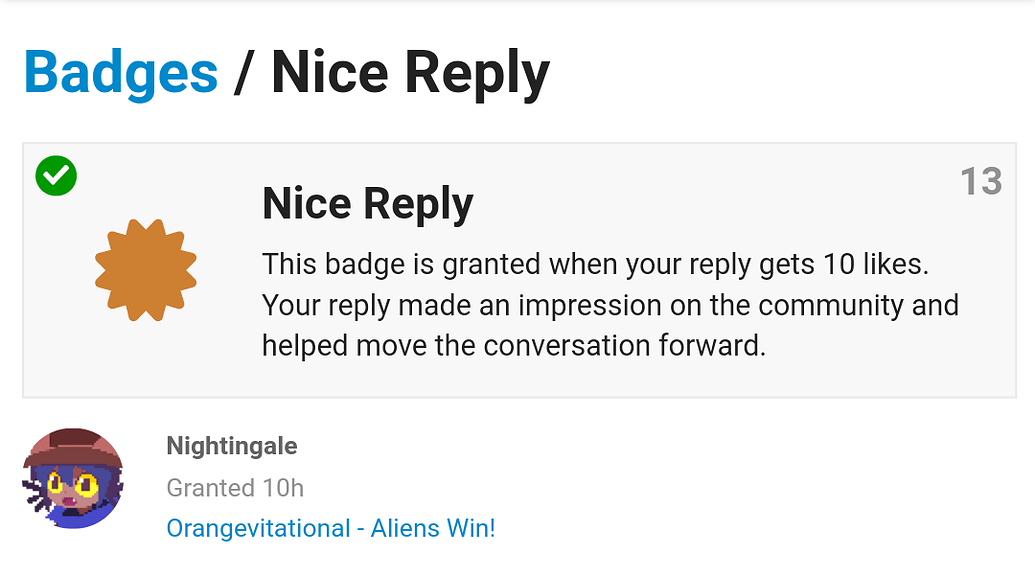 Badges / Nice Reply
13
Nice Reply
This badge is granted when your reply gets 10 likes.
Your reply made an impression on the community and
helped move the conversation forward.
Nightingale
Granted 10h
Orangevitational - Aliens Win!